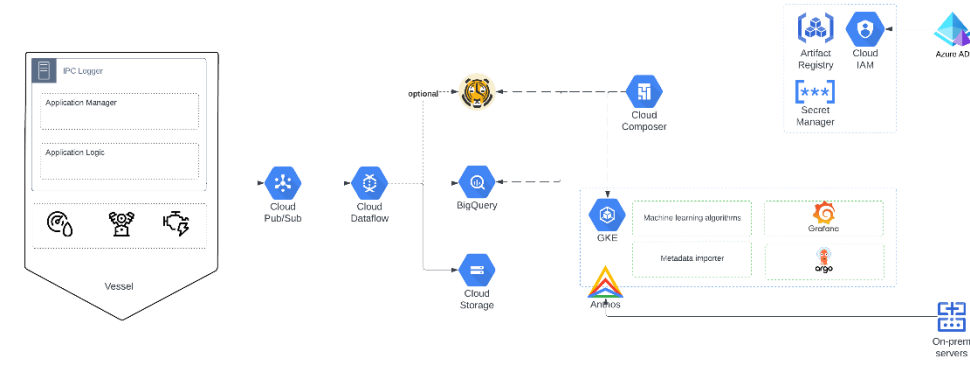 IPC Logger
Application Manager
Application Logic
Vessel
Cloud
Pub/Sub
Cloud
Dataflow
optional
BigQuery
Cloud
Storage
Cloud
Composer
Artifact
Registry
Cloud
IAM
***
Secret
Manager
Azure AD
GKE
Machine learning algorithms
Metadata importer
Grafana
argo
Anthos
On-prem
servers